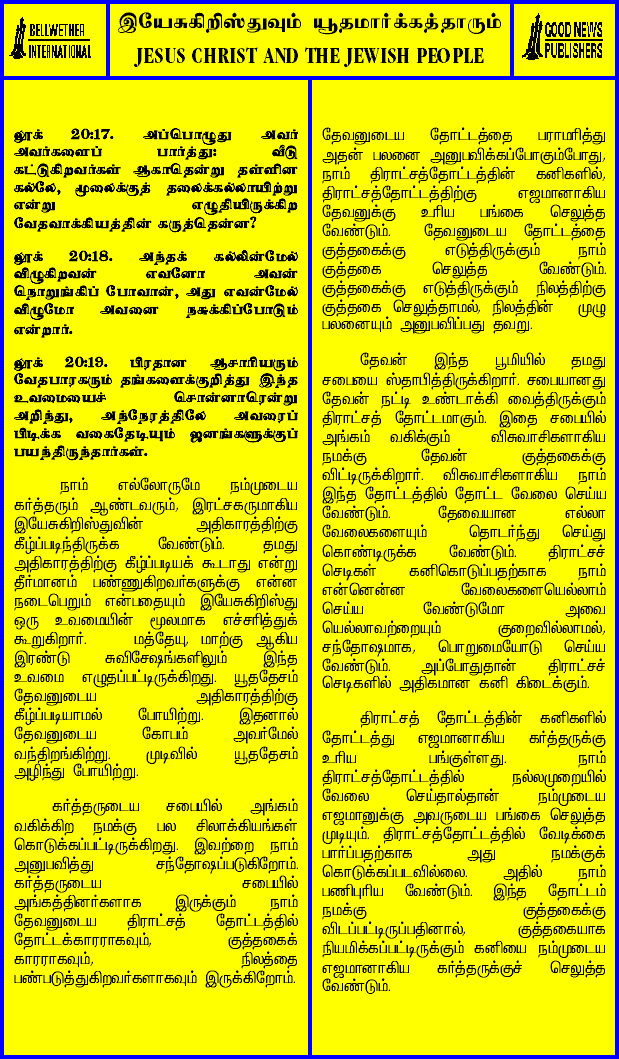 BELLWETHER
INTERNATIONAL
இயேசுகிறிஸ்துவும் யூதமார்க்கத்தாரும்
JESUS CHRIST AND THE JEWISH PEOPLE
GOOD NEWS
PUBLISHERS
லூக் 20:17. அப்பொழுது அவர்
அவர்களைப் பார்த்து: வீடு
கட்டுகிறவர்கள் ஆகாதென்று தள்ளின
கல்லே, மூலைக்குத் தலைக்கல்லாயிற்று
என்று எழுதியிருக்கிற
வேதவாக்கியத்தின் கருத்தென்ன?
லூக் 20:18. அந்தக் கல்லின்மேல்
விழுகிறவன் எவனோ அவன்
நொறுங்கிப் போவான், அது எவன்மேல்
விழுமோ அவனை நசுக்கிப்போடும்
என்றார்.
லூக் 20:19. பிரதான ஆசாரியரும்
வேதபாரகரும் தங்களைக்குறித்து இந்த
உவமையைச் சொன்னாரென்று
அறிந்து, அந்நேரத்திலே அவரைப்
பிடிக்க வகைதேடியும் ஜனங்களுக்குப்
பயந்திருந்தார்கள்.
நாம் எல்லோருமே நம்முடைய
கர்த்தரும் ஆண்டவரும், இரட்சகருமாகிய
இயேசுகிறிஸ்துவின் அதிகாரத்திற்கு
கீழ்ப்படிந்திருக்க வேண்டும். தமது
அதிகாரத்திற்கு கீழ்ப்படியக் கூடாது என்று
தீர்மானம் பண்ணுகிறவர்களுக்கு என்ன
நடைபெறும் என்பதையும் இயேசுகிறிஸ்து
ஒரு உவமையின் மூலமாக எச்சரித்துக்
கூறுகிறார். மத்தேயு, மாற்கு ஆகிய
இரண்டு சுவிசேஷங்களிலும் இந்த
உவமை எழுதப்பட்டிருக்கிறது. யூததேசம்
தேவனுடைய அதிகாரத்திற்கு
கீழ்ப்படியாமல் போயிற்று. இதனால்
தேவனுடைய கோபம் அவர்மேல்
வந்திறங்கிற்று. முடிவில் யூததேசம்
அழிந்து போயிற்று.
கர்த்தருடைய சபையில் அங்கம்
வகிக்கிற நமக்கு பல சிலாக்கியங்கள்
கொடுக்கப்பட்டிருக்கிறது. இவற்றை நாம்
அனுபவித்து சந்தோஷப்படுகிறோம்.
கர்த்தருடைய சபையில்
அங்கத்தினர்களாக இருக்கும் நாம்
தேவனுடைய திராட்சத் தோட்டத்தில்
தோட்டக்காரராகவும், குத்தகைக்
காரராகவும், நிலத்தை
பண்படுத்துகிறவர்களாகவும் இருக்கிறோம்.
தேவனுடைய தோட்டத்தை பராமரித்து
அதன் பலனை அனுபவிக்கப்போகும்போது,
நாம் திராட்சத்தோட்டத்தின் கனிகளில்,
திராட்சத்தோட்டத்திற்கு எஜமானாகிய
தேவனுக்கு உரிய பங்கை செலுத்த
வேண்டும். தேவனுடைய தோட்டத்தை
குத்தகைக்கு எடுத்திருக்கும் நாம்
குத்தகை செலுத்த வேண்டும்.
குத்தகைக்கு எடுத்திருக்கும் நிலத்திற்கு
குத்தகை செலுத்தாமல், நிலத்தின் முழு
பலனையும் அனுபவிப்பது தவறு.
தேவன் இந்த பூமியில் தமது
சபையை ஸ்தாபித்திருக்கிறார். சபையானது
தேவன் நட்டி உண்டாக்கி வைத்திருக்கும்
திராட்சத் தோட்டமாகும். இதை சபையில்
அங்கம் வகிக்கும் விசுவாசிகளாகிய
நமக்கு தேவன் குத்தகைக்கு
விட்டிருக்கிறார். விசுவாசிகளாகிய நாம்
இந்த தோட்டத்தில் தோட்ட வேலை செய்ய
வேண்டும். தேவையான எல்லா
வேலைகளையும் தொடர்ந்து செய்து
கொண்டிருக்க வேண்டும். திராட்சச்
செடிகள் கனிகொடுப்பதற்காக நாம்
என்னென்ன வேலைகளையெல்லாம்
செய்ய வேண்டுமோ அவை
யெல்லாவற்றையும் குறைவில்லாமல்,
சந்தோஷமாக, பொறுமையோடு செய்ய
வேண்டும். அப்போதுதான் திராட்சச்
செடிகளில் அதிகமான கனி கிடைக்கும்.
திராட்சத் தோட்டத்தின் கனிகளில்
தோட்டத்து எஜமானாகிய கர்த்தருக்கு
உரிய பங்குள்ளது. நாம்
திராட்சத்தோட்டத்தில் நல்லமுறையில்
வேலை செய்தால்தான் நம்முடைய
எஜமானுக்கு அவருடைய பங்கை செலுத்த
முடியும். திராட்சத்தோட்டத்தில் வேடிக்கை
பார்ப்பதற்காக அது நமக்குக்
கொடுக்கப்படவில்லை. அதில் நாம்
பணிபுரிய வேண்டும். இந்த தோட்டம்
நமக்கு குத்தகைக்கு
விடப்பட்டிருப்பதினால், குத்தகையாக
நியமிக்கப்பட்டிருக்கும் கனியை நம்முடைய
எஜமானாகிய கர்த்தருக்குச் செலுத்த
வேண்டும்.